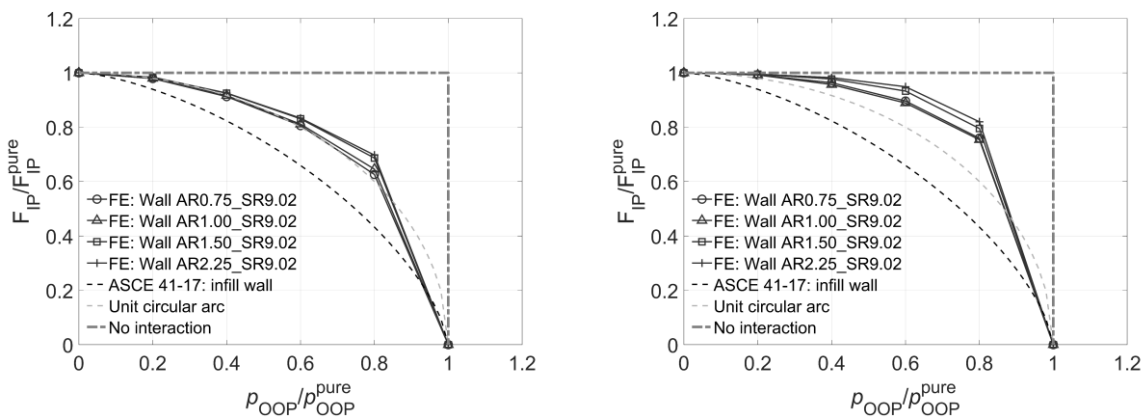 1.2
1
0.8
0.6
0.4
0.2
0
F_IP/F_IP^pure
FE: Wall AR0.75_SR9.02
FE: Wall AR1.00_SR9.02
FE: Wall AR1.50_SR9.02
FE: Wall AR2.25_SR9.02
ASCE 41-17: infill wall
Unit circular arc
No interaction
0 0.2 0.4 0.6 0.8 1 1.2
p_OOP/p_OOP^pure
1.2
1
0.8
0.6
0.4
0.2
0
F_IP/F_IP^pure
FE: Wall AR0.75_SR9.02
FE: Wall AR1.00_SR9.02
FE: Wall AR1.50_SR9.02
FE: Wall AR2.25_SR9.02
ASCE 41-17: infill wall
Unit circular arc
No interaction
0 0.2 0.4 0.6 0.8 1 1.2
p_OOP/p_OOP^pure